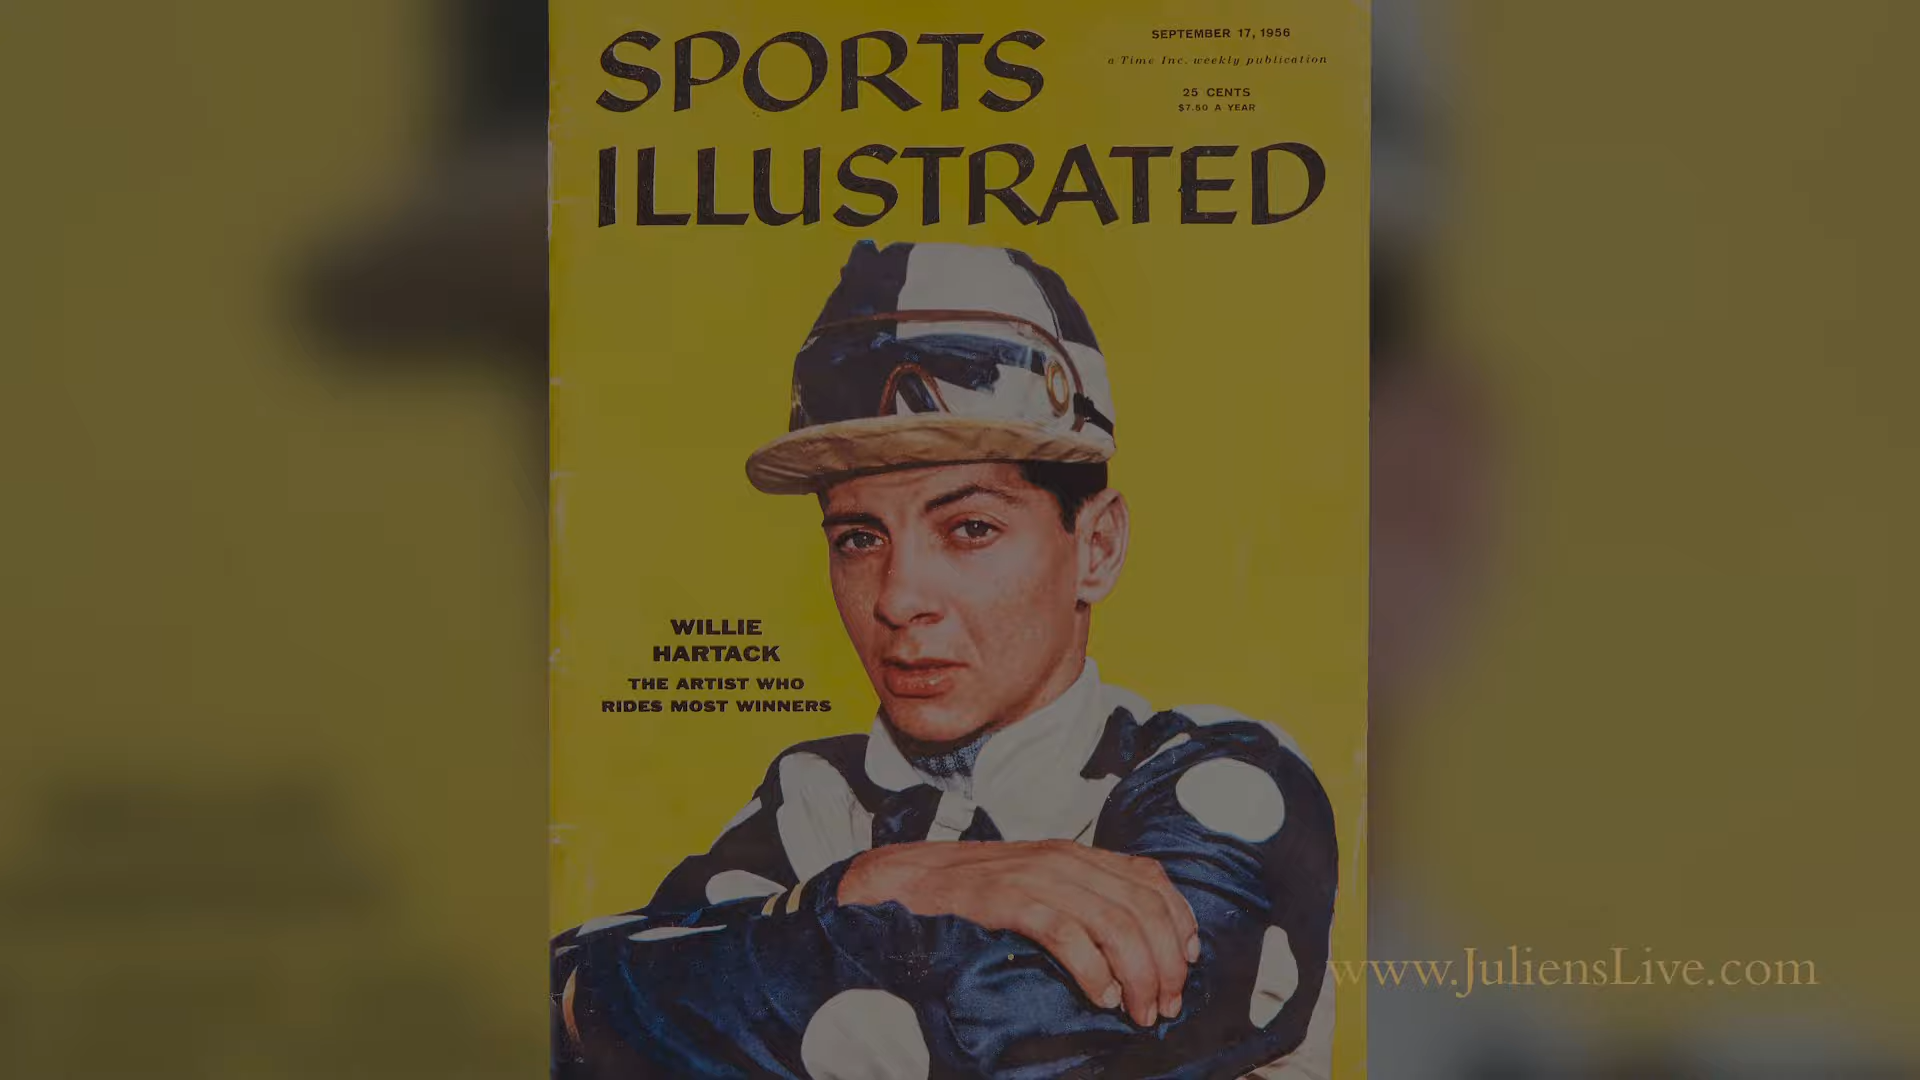 SPORTS
ILLUSTRATED
SEPTEMBER 17, 1956
a Time Inc. weekly publication
25 CENTS
$7.50 A YEAR
WILLIE
HARTACK
THE ARTIST WHO
RIDES MOST WINNERS
www.JuliensLive.com